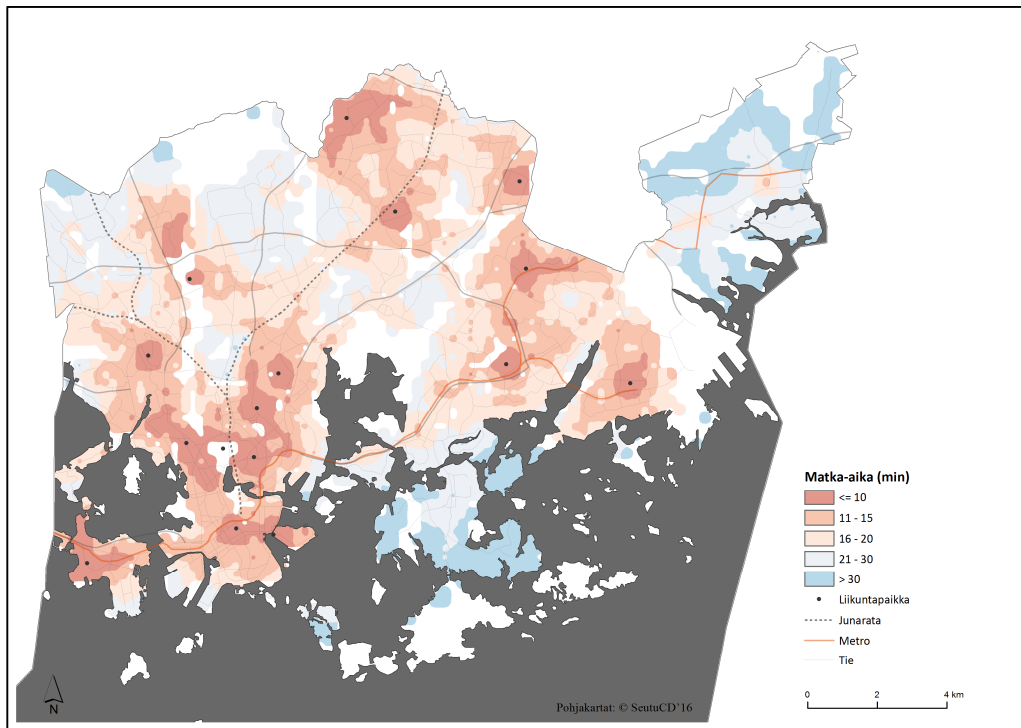 Matka-aika (min)
<= 10
11 - 15
16 - 20
21 - 30
> 30
Liikuntapaikka
Junarata
Metro
Tie
N
Pohjakartat: © SeutuCD'16
0 2 4 km